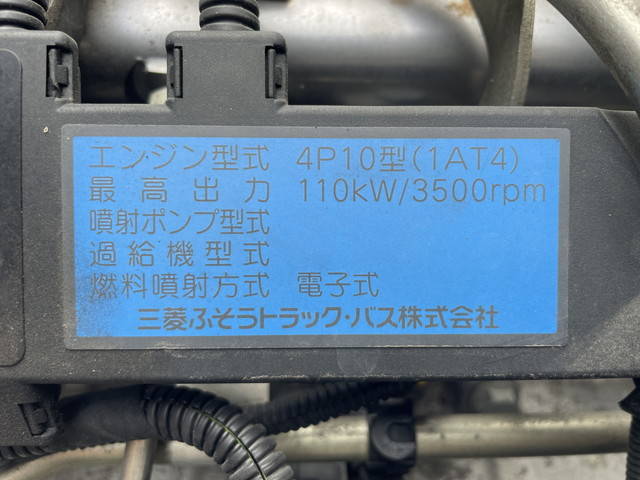 エンジン型式 4P10型(1AT4)
最高出力 110kW/3500rpm
噴射ポンプ型式
過給機型式
燃料噴射方式 電子式
三菱ふそうトラック・バス株式会社